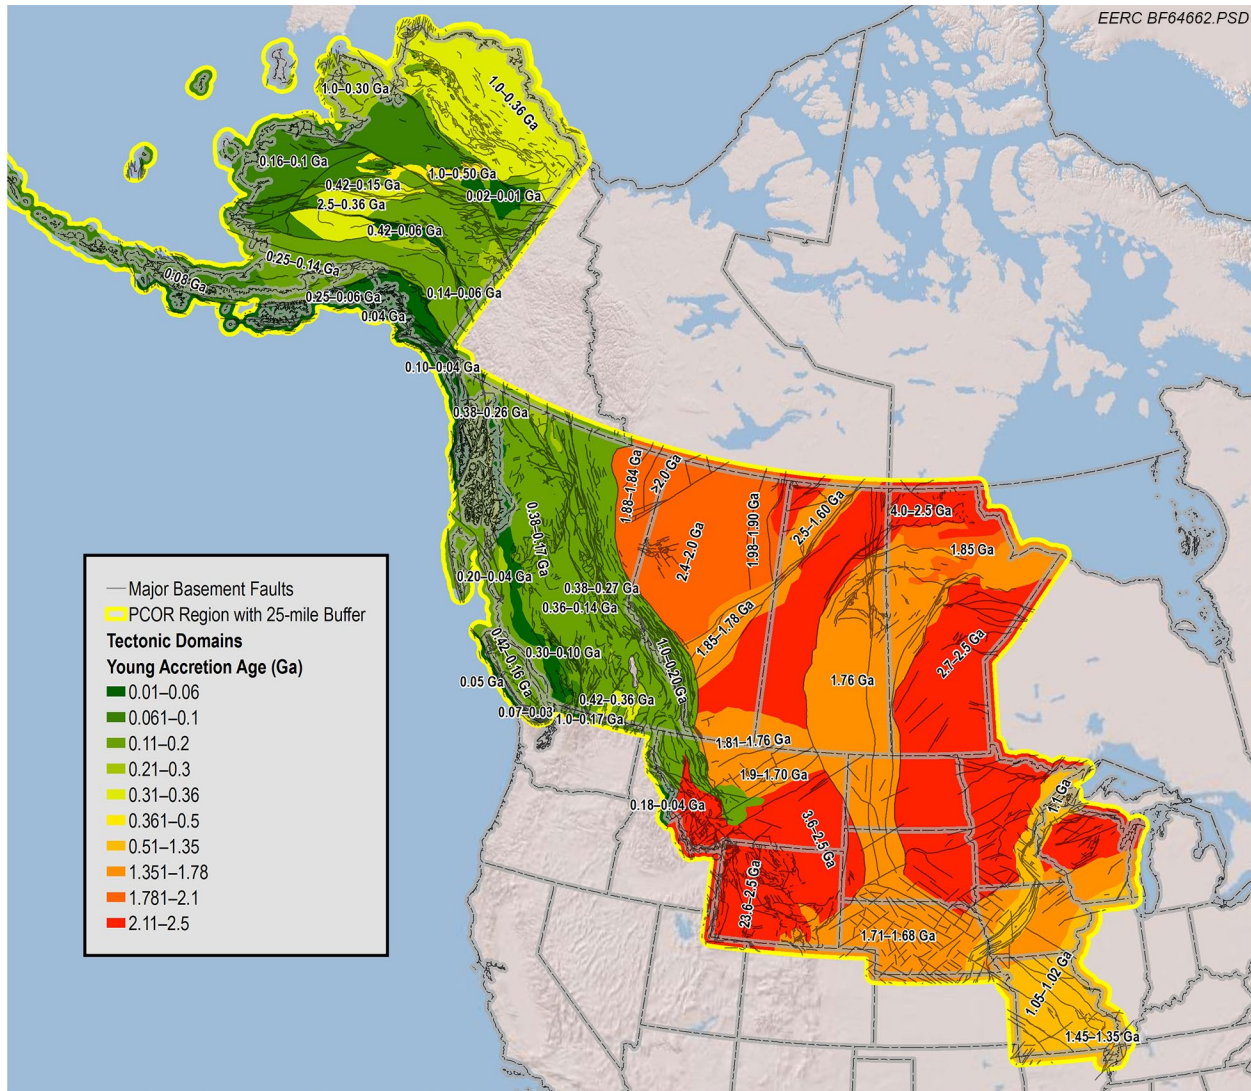 EERC BF64662.PSD
1.0–0.30 Ga
1.0–0.36 Ga
0.16–0.1 Ga
1.0–0.50 Ga
0.42–0.15 Ga
0.02–0.01 Ga
2.5–0.36 Ga
0.42–0.06 Ga
0.25–0.14 Ga
0.08 Ga
0.25–0.06 Ga
0.14–0.06 Ga
0.04 Ga
0.10–0.04 Ga
0.38–0.26 Ga
1.88–1.84 Ga
≥2.0 Ga
2.4–2.0 Ga
1.98–1.90 Ga
2.5–1.60 Ga
4.0–2.5 Ga
1.85 Ga
0.38–0.17 Ga
0.20–0.04 Ga
0.38–0.27 Ga
0.36–0.14 Ga
1.85–1.78 Ga
2.7–2.5 Ga
0.42–0.16 Ga
0.30–0.10 Ga
1.0–0.20 Ga
0.05 Ga
1.76 Ga
0.42–0.36 Ga
0.07–0.03
1.0–0.17 Ga
1.81–1.76 Ga
1.9–1.70 Ga
0.18–0.04 Ga
3.6–2.5 Ga
1.1 Ga
23.6–2.5 Ga
1.71–1.68 Ga
1.05–1.02 Ga
1.45–1.35 Ga
Major Basement Faults
PCOR Region with 25-mile Buffer
Tectonic Domains
Young Accretion Age (Ga)
0.01–0.06
0.061–0.1
0.11–0.2
0.21–0.3
0.31–0.36
0.361–0.5
0.51–1.35
1.351–1.78
1.781–2.1
2.11–2.5